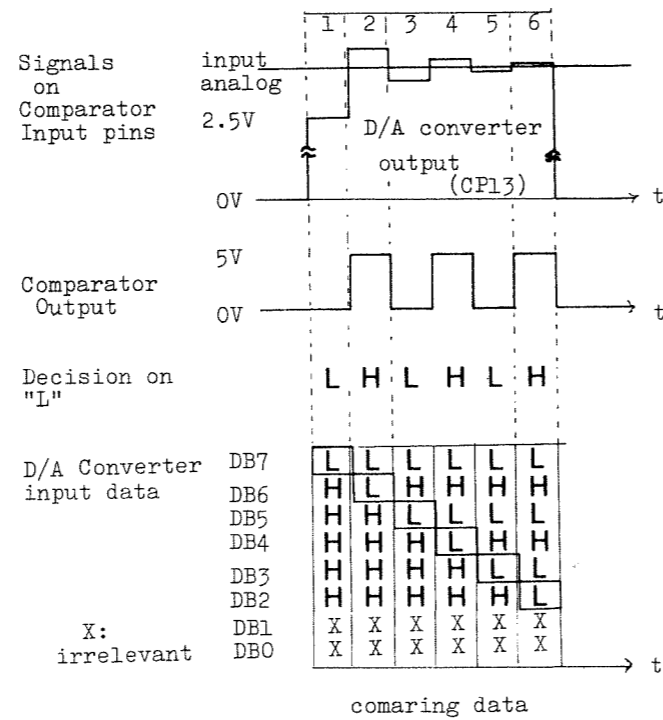 1 2 3 4 5 6
Signals
on
Comparator
Input pins
input
analog
2.5V
D/A converter
output
(CP13)
0V
t
5V
Comparator
Output
0V
t
Decision on
"L"
L H L H L H
D/A Converter
input data
DB7 L L L L L L
DB6 H L H H H H
DB5 H H L L L L
DB4 H H H L H H
DB3 H H H H L L
DB2 H H H H H L
X:
irrelevant
DB1 X X X X X X
DB0 X X X X X X
t
comaring data